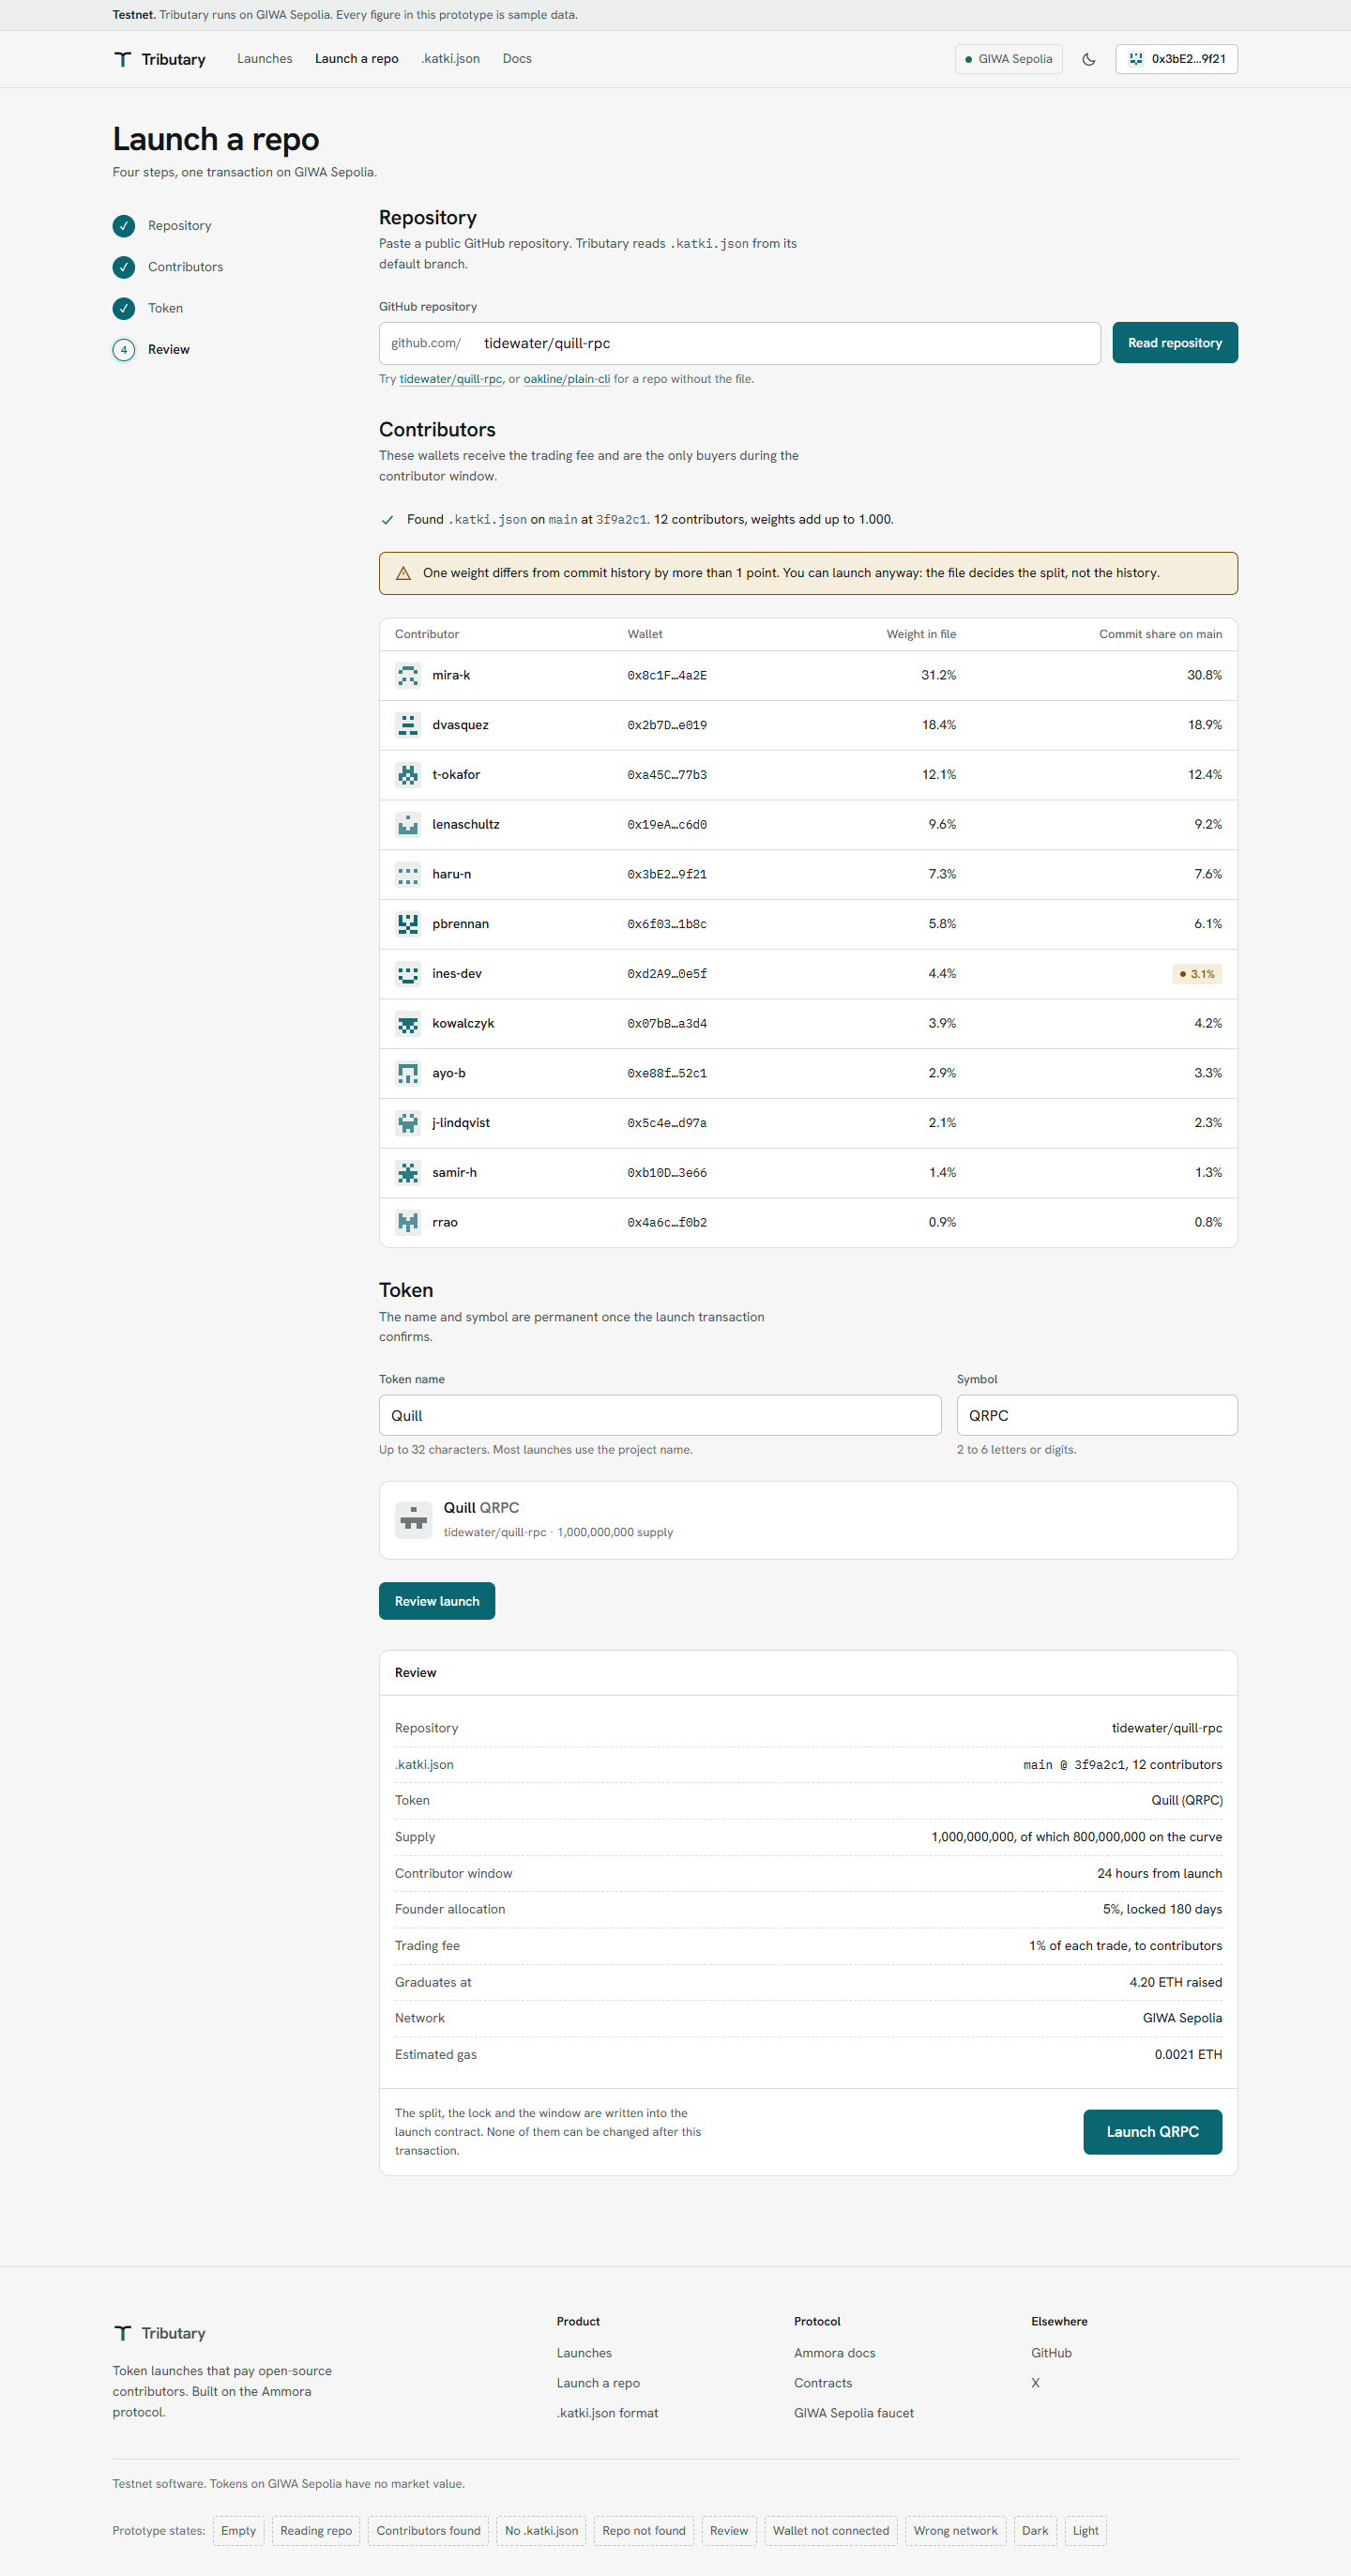 Testnet. Tributary runs on GIWA Sepolia. Every figure in this prototype is sample data.
Tributary Launches Launch a repo .katki.json Docs GIWA Sepolia 0x3bE2…9f21
Launch a repo
Four steps, one transaction on GIWA Sepolia.
Repository
Contributors
Token
4 Review
Repository
Paste a public GitHub repository. Tributary reads .katki.json from its
default branch.
GitHub repository
github.com/ tidewater/quill-rpc Read repository
Try tidewater/quill-rpc, or oakline/plain-cli for a repo without the file.
Contributors
These wallets receive the trading fee and are the only buyers during the
contributor window.
Found .katki.json on main at 3f9a2c1. 12 contributors, weights add up to 1.000.
One weight differs from commit history by more than 1 point. You can launch anyway: the file decides the split, not the history.
Contributor Wallet Weight in file Commit share on main
mira-k 0x8c1F…4a2E 31.2% 30.8%
dvasquez 0x2b7D…e019 18.4% 18.9%
t-okafor 0xa45C…77b3 12.1% 12.4%
lenaschultz 0x19eA…c6d0 9.6% 9.2%
haru-n 0x3bE2…9f21 7.3% 7.6%
pbrennan 0x6f03…1b8c 5.8% 6.1%
ines-dev 0xd2A9…0e5f 4.4% 3.1%
kowalczyk 0x07bB…a3d4 3.9% 4.2%
ayo-b 0xe88f…52c1 2.9% 3.3%
j-lindqvist 0x5c4e…d97a 2.1% 2.3%
samir-h 0xb10D…3e66 1.4% 1.3%
rrao 0x4a6c…f0b2 0.9% 0.8%
Token
The name and symbol are permanent once the launch transaction
confirms.
Token name Symbol
Quill QRPC
Up to 32 characters. Most launches use the project name. 2 to 6 letters or digits.
Quill QRPC
tidewater/quill-rpc · 1,000,000,000 supply
Review launch
Review
Repository tidewater/quill-rpc
.katki.json main @ 3f9a2c1, 12 contributors
Token Quill (QRPC)
Supply 1,000,000,000, of which 800,000,000 on the curve
Contributor window 24 hours from launch
Founder allocation 5%, locked 180 days
Trading fee 1% of each trade, to contributors
Graduates at 4.20 ETH raised
Network GIWA Sepolia
Estimated gas 0.0021 ETH
The split, the lock and the window are written into the
launch contract. None of them can be changed after this
transaction.
Launch QRPC
Tributary
Token launches that pay open-source
contributors. Built on the Ammora
protocol.
Product
Launches
Launch a repo
.katki.json format
Protocol
Ammora docs
Contracts
GIWA Sepolia faucet
Elsewhere
GitHub
X
Testnet software. Tokens on GIWA Sepolia have no market value.
Prototype states: Empty Reading repo Contributors found No .katki.json Repo not found Review Wallet not connected Wrong network Dark Light